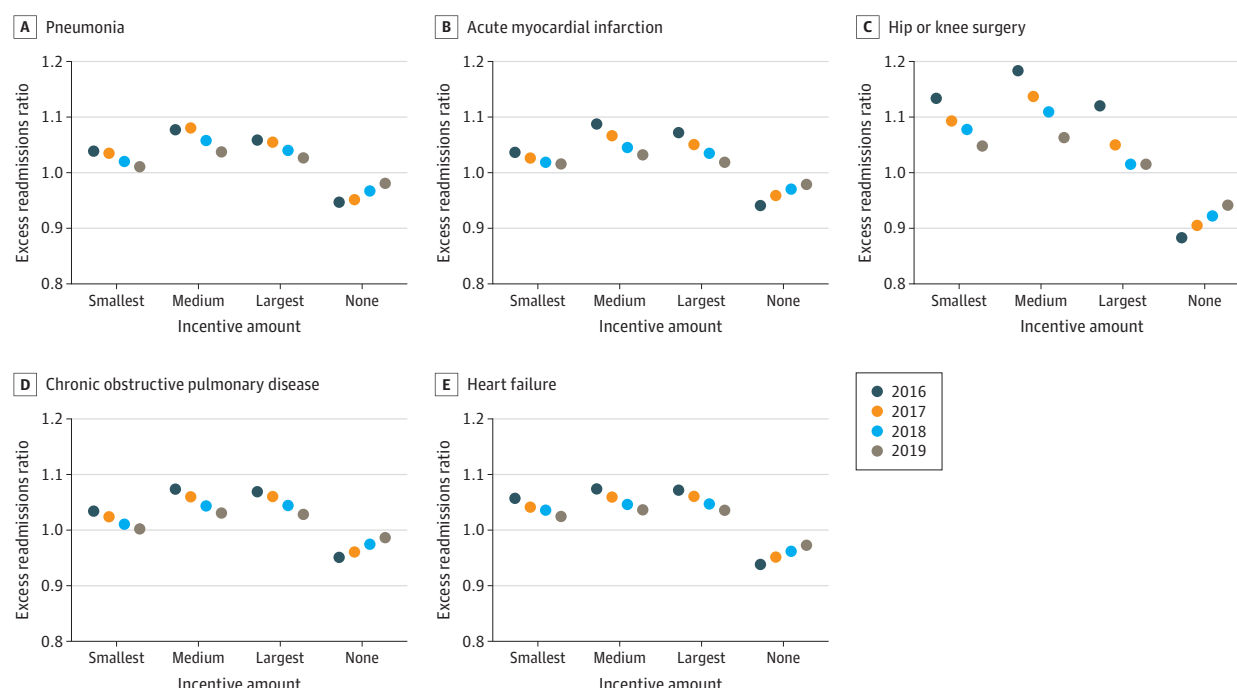 A Pneumonia
Excess readmissions ratio
1.2
1.1
1.0
0.9
0.8
Smallest Medium Largest None
Incentive amount
B Acute myocardial infarction
Excess readmissions ratio
1.2
1.1
1.0
0.9
0.8
Smallest Medium Largest None
Incentive amount
C Hip or knee surgery
Excess readmissions ratio
1.2
1.1
1.0
0.9
0.8
Smallest Medium Largest None
Incentive amount
D Chronic obstructive pulmonary disease
Excess readmissions ratio
1.2
1.1
1.0
0.9
0.8
Smallest Medium Largest None
Incentive amount
E Heart failure
Excess readmissions ratio
1.2
1.1
1.0
0.9
0.8
Smallest Medium Largest None
Incentive amount
2016
2017
2018
2019